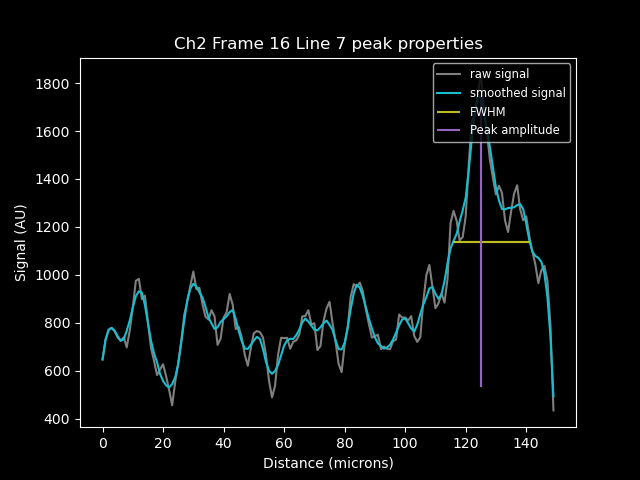 Ch2 Frame 16 Line 7 peak properties
raw signal
smoothed signal
FWHM
Peak amplitude
Signal (AU)
1800
1600
1400
1200
1000
800
600
400
0 20 40 60 80 100 120 140
Distance (microns)